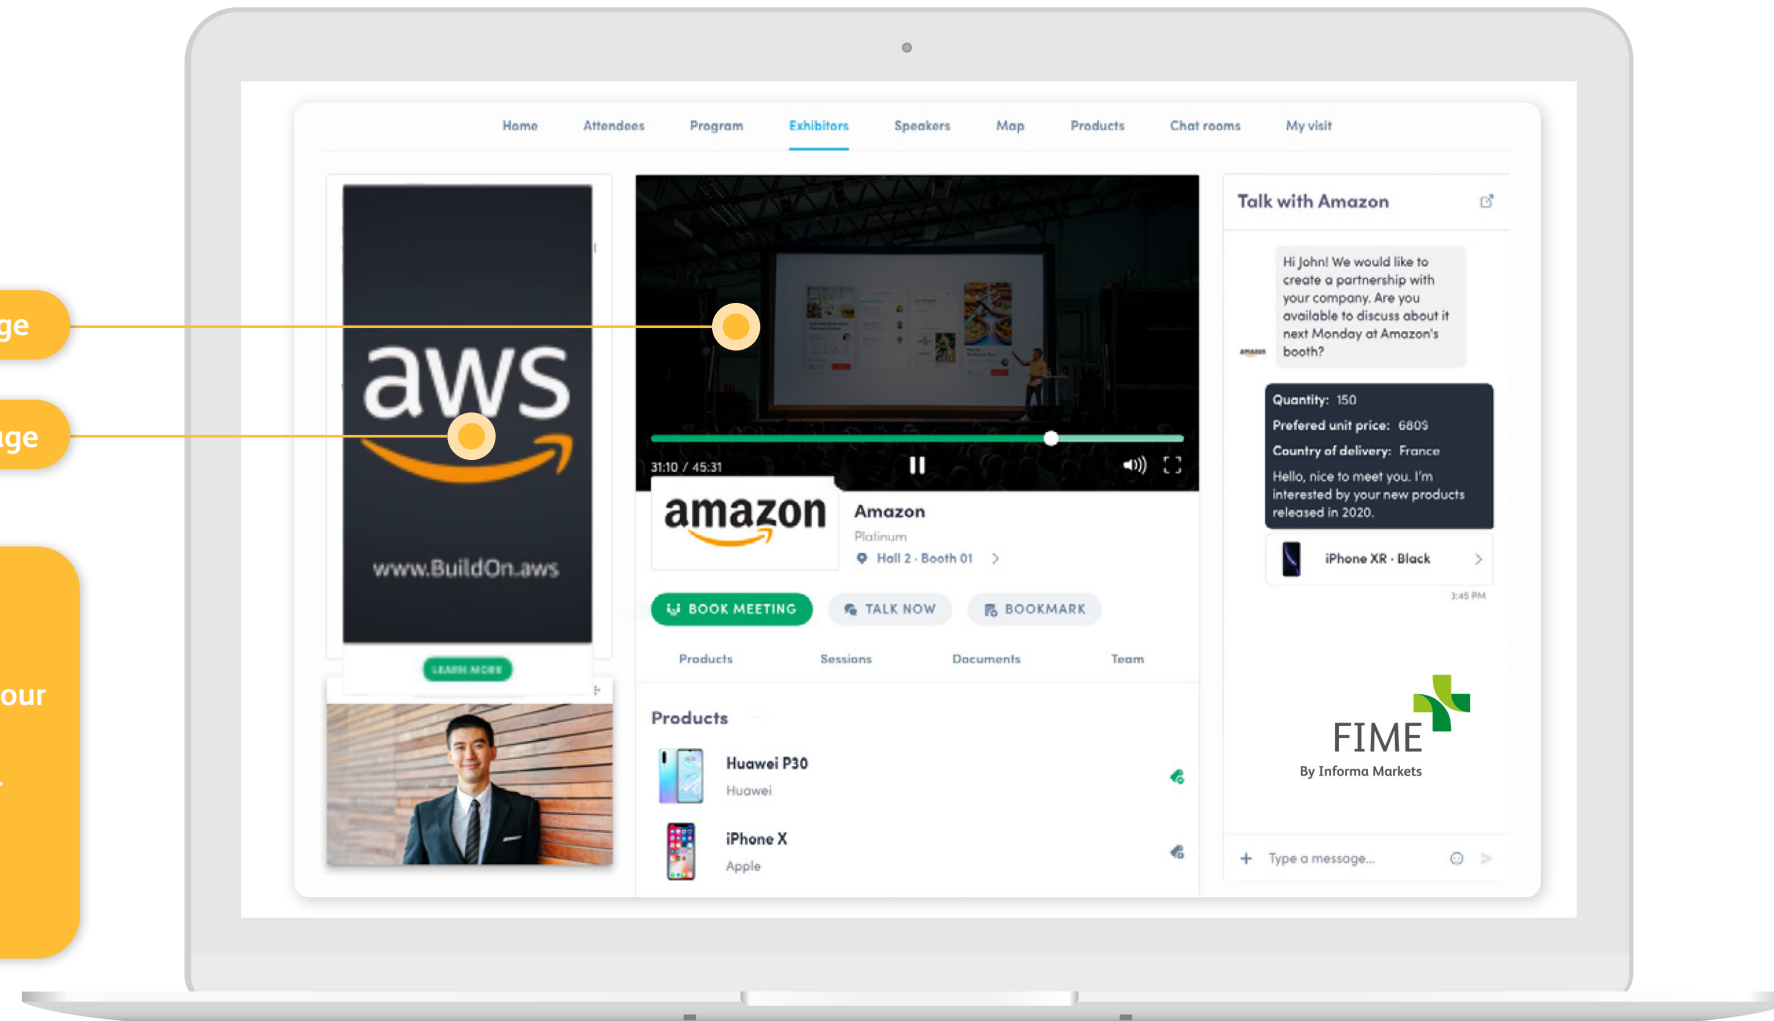 Home Attendees Program Exhibitors Speakers Map Products Chat rooms My visit
aws
www.BuildOn.aws
LEARN MORE
31:10 / 45:31
amazon
Amazon
Platinum
Hall 2 - Booth 01
BOOK MEETING
TALK NOW
BOOKMARK
Products Sessions Documents Team
Products
Huawei P30
Huawei
iPhone X
Apple
Talk with Amazon
Hi John! We would like to
create a partnership with
your company. Are you
available to discuss about it
next Monday at Amazon's
booth?
amazon
Quantity: 150
Prefered unit price: 680$
Country of delivery: France
Hello, nice to meet you. I'm
interested by your new products
released in 2020.
iPhone XR - Black
3:45 PM
FIME
By Informa Markets
Type a message...